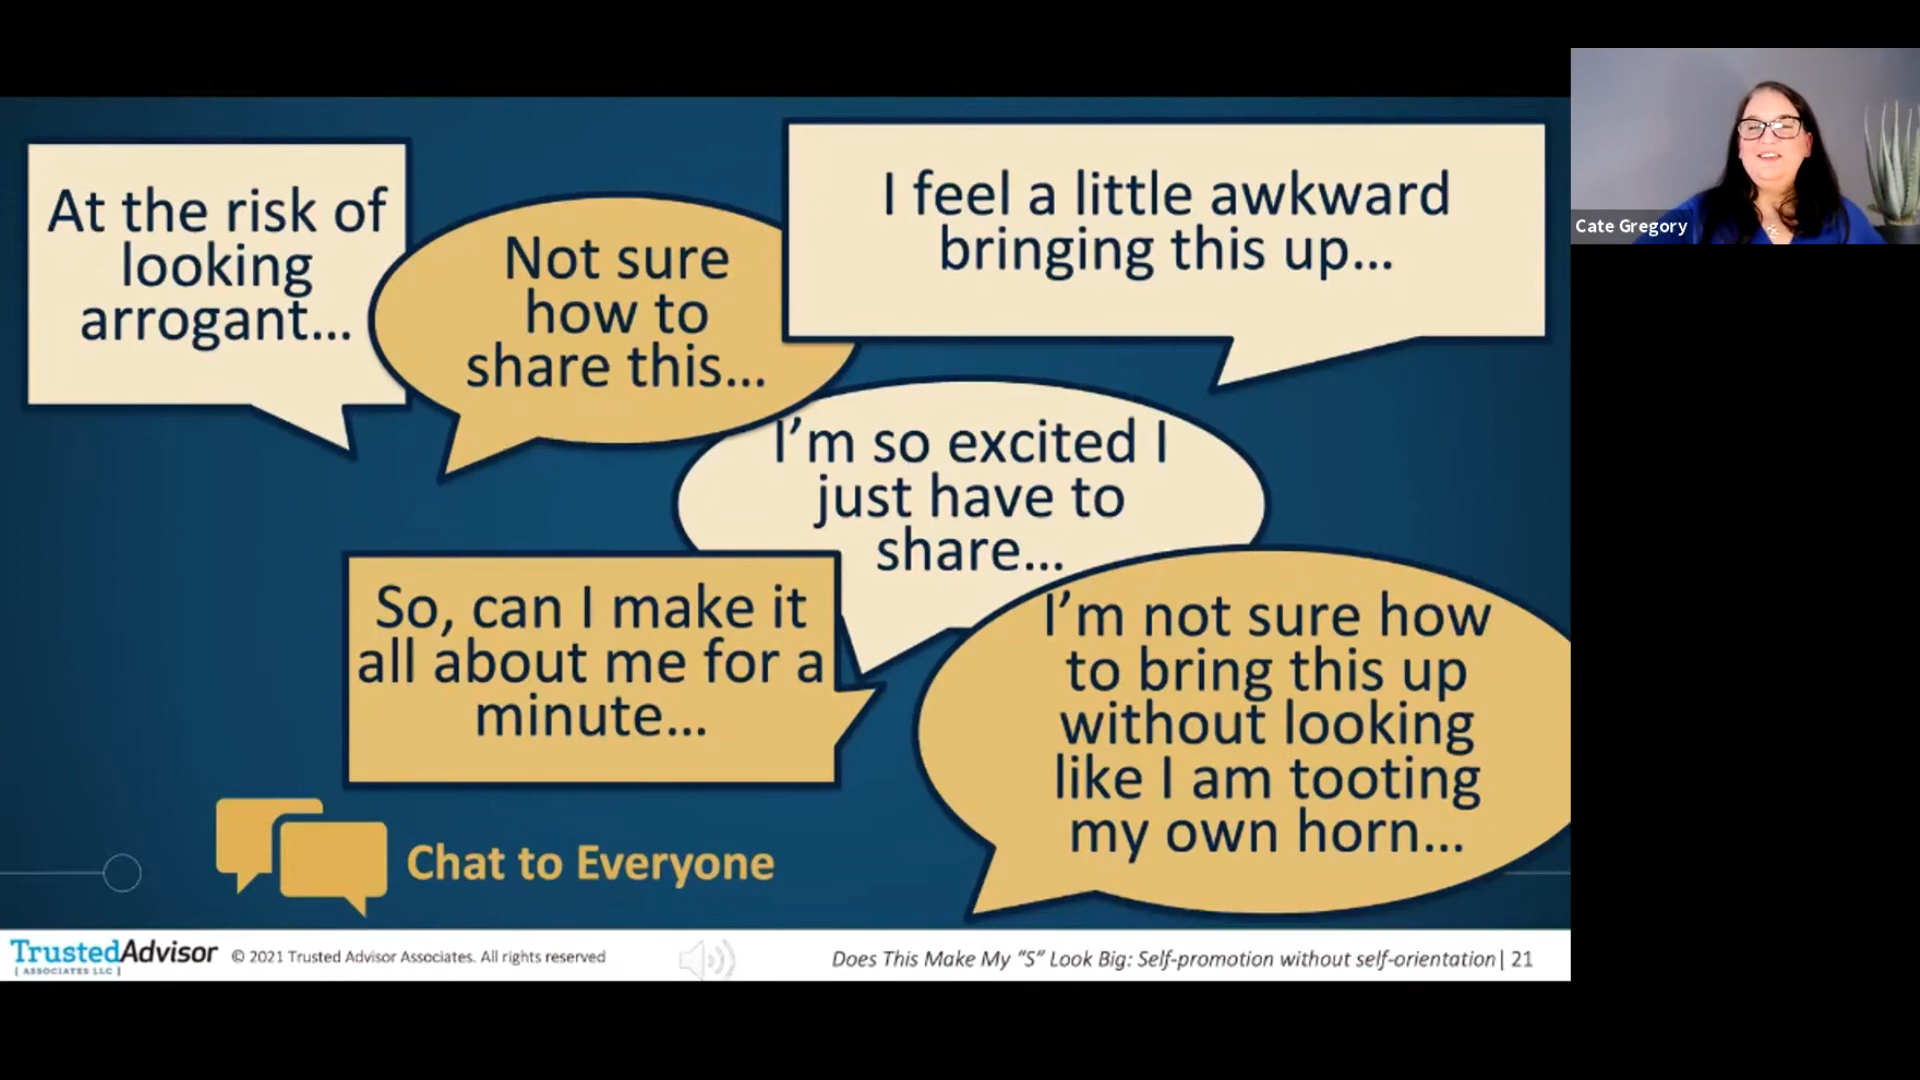 At the risk of
looking
arrogant...
Not sure
how to
share this...
I feel a little awkward
bringing this up...
I'm so excited I
just have to
share...
So, can I make it
all about me for a
minute...
I'm not sure how
to bring this up
without looking
like I am tooting
my own horn...
Chat to Everyone
TrustedAdvisor
[ ASSOCIATES LLC ]
© 2021 Trusted Advisor Associates. All rights reserved
Does This Make My “S” Look Big: Self-promotion without self-orientation| 21
Cate Gregory